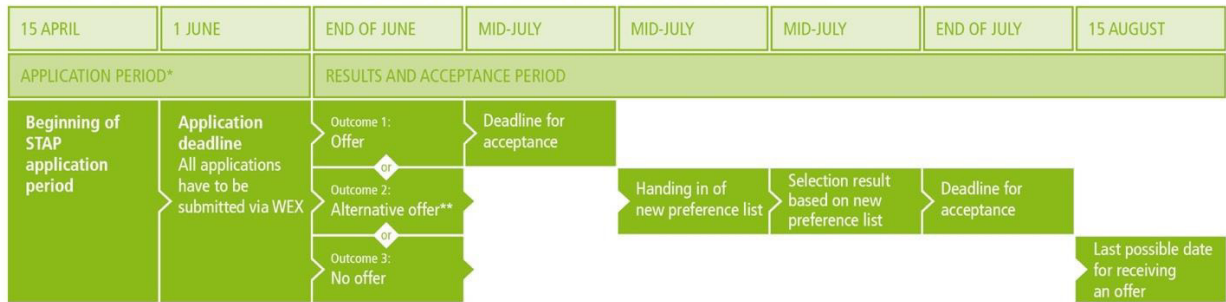 15 APRIL
1 JUNE
END OF JUNE
MID-JULY
MID-JULY
MID-JULY
END OF JULY
15 AUGUST
APPLICATION PERIOD*
RESULTS AND ACCEPTANCE PERIOD
Beginning of
STAP
application
period
Application
deadline
All applications
have to be
submitted via WEX
Outcome 1:
Offer
or
Outcome 2:
Alternative offer**
or
Outcome 3:
No offer
Deadline for
acceptance
Handing in of
new preference list
Selection result
based on new
preference list
Deadline for
acceptance
Last possible date
for receiving
an offer